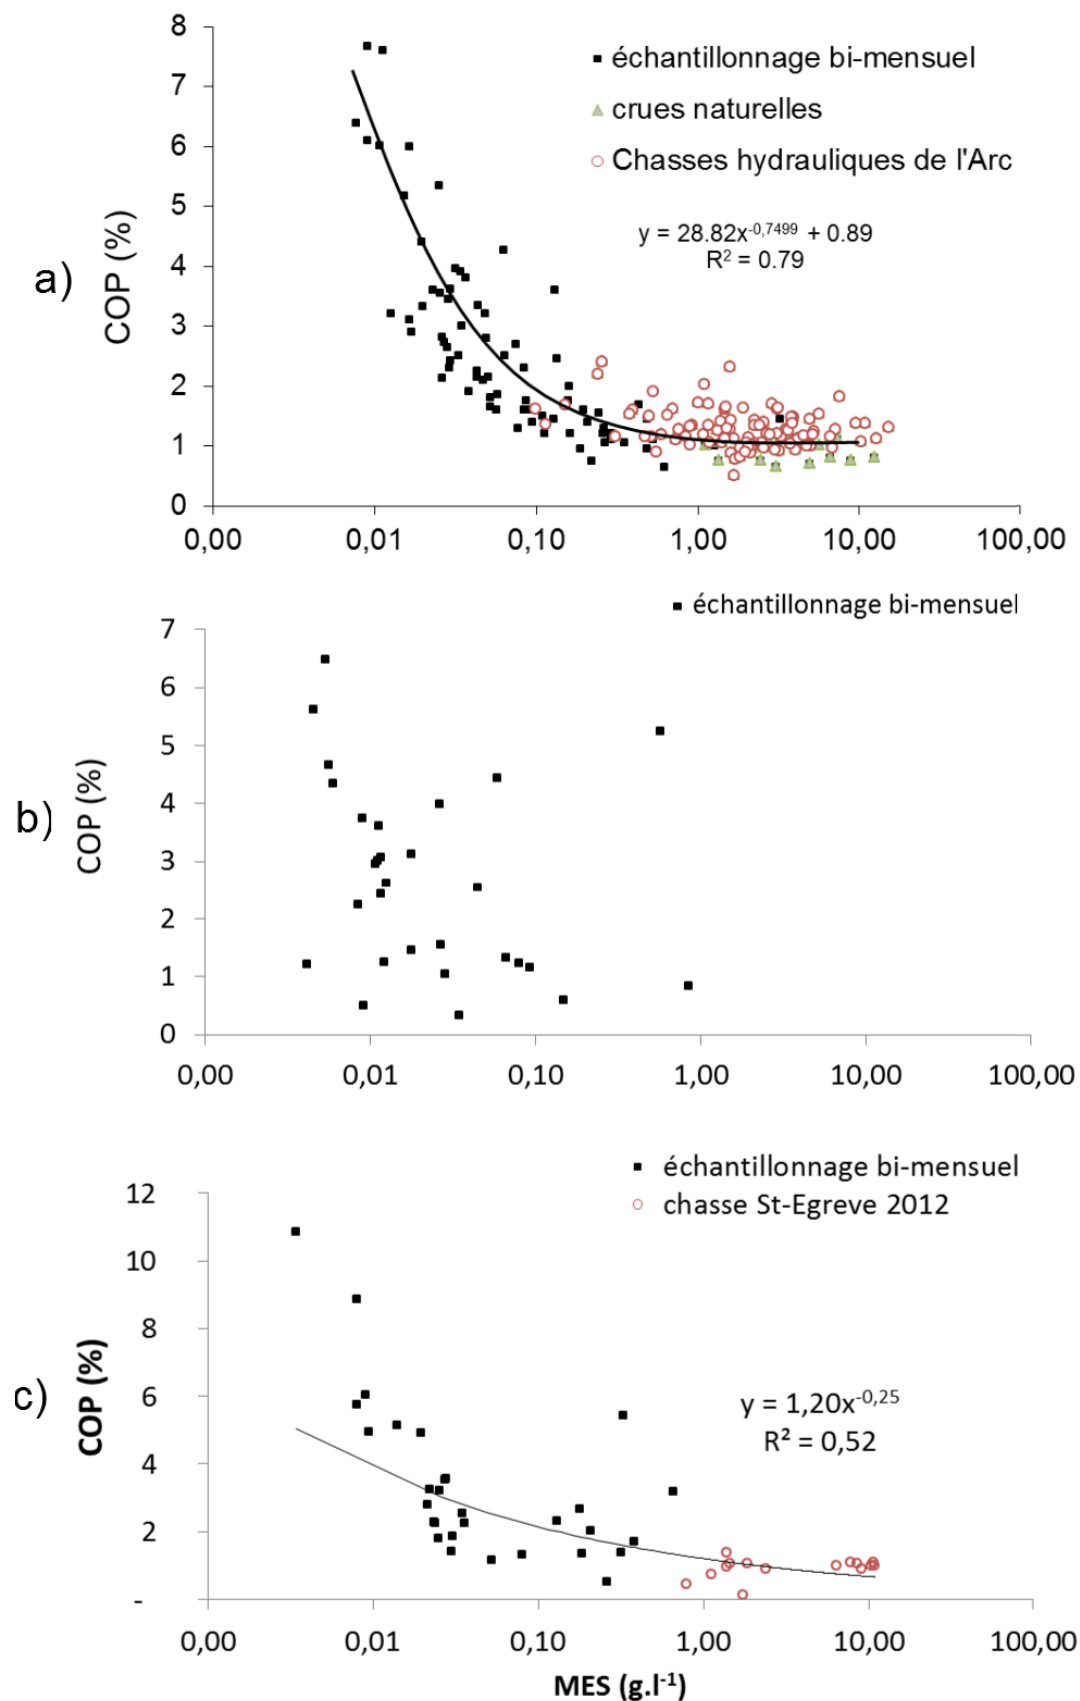 a)
COP (%)
8
7
6
5
4
3
2
1
0
échantillonnage bi-mensuel
crues naturelles
Chasses hydrauliques de l'Arc
y = 28.82x^-0,7499 + 0.89
R² = 0.79
0,00 0,01 0,10 1,00 10,00 100,00
b)
COP (%)
échantillonnage bi-mensuel
7
6
5
4
3
2
1
0
0,00 0,01 0,10 1,00 10,00 100,00
c)
COP (%)
échantillonnage bi-mensuel
chasse St-Egreve 2012
12
10
8
6
4
2
-
y = 1,20x^-0,25
R² = 0,52
0,00 0,01 0,10 1,00 10,00 100,00
MES (g.l⁻¹)